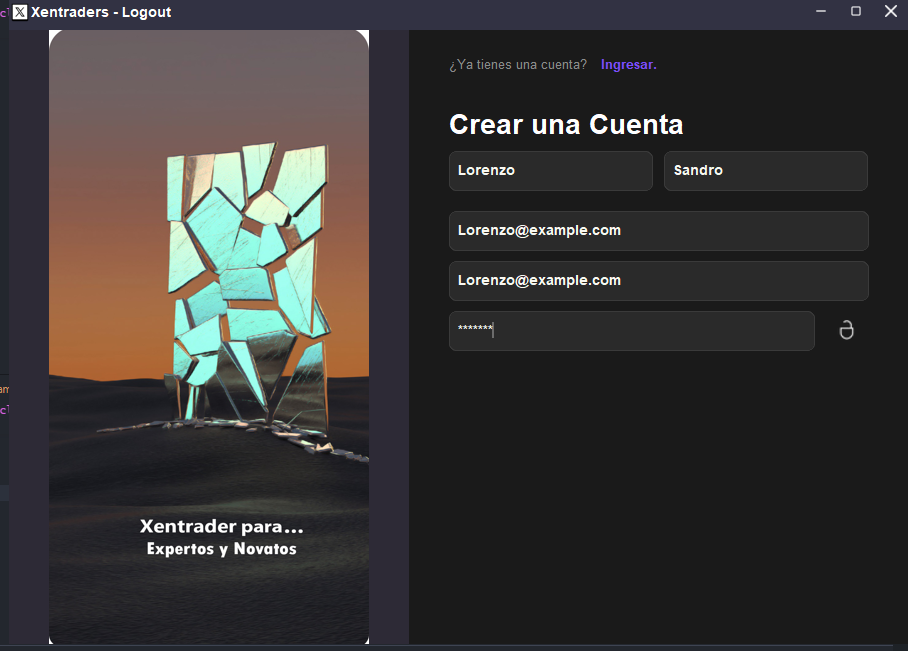 Xentraders - Logout
¿Ya tienes una cuenta? Ingresar.
Crear una Cuenta
Lorenzo
Sandro
Lorenzo@example.com
Lorenzo@example.com
*******
Xentrader para...
Expertos y Novatos